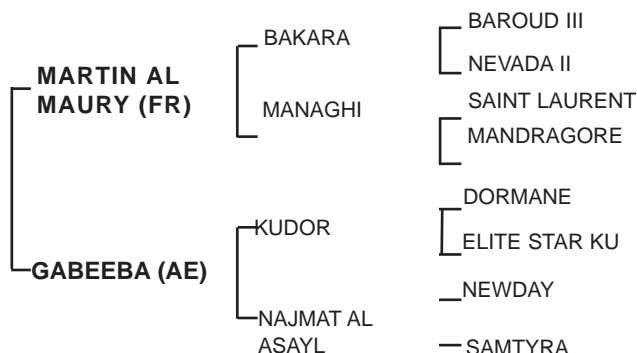 MARTIN AL
MAURY (FR)
BAKARA
BAROUD III
NEVADA II
MANAGHI
SAINT LAURENT
MANDRAGORE
GABEEBA (AE)
KUDOR
DORMANE
ELITE STAR KU
NAJMAT AL
ASAYL
NEWDAY
SAMTYRA